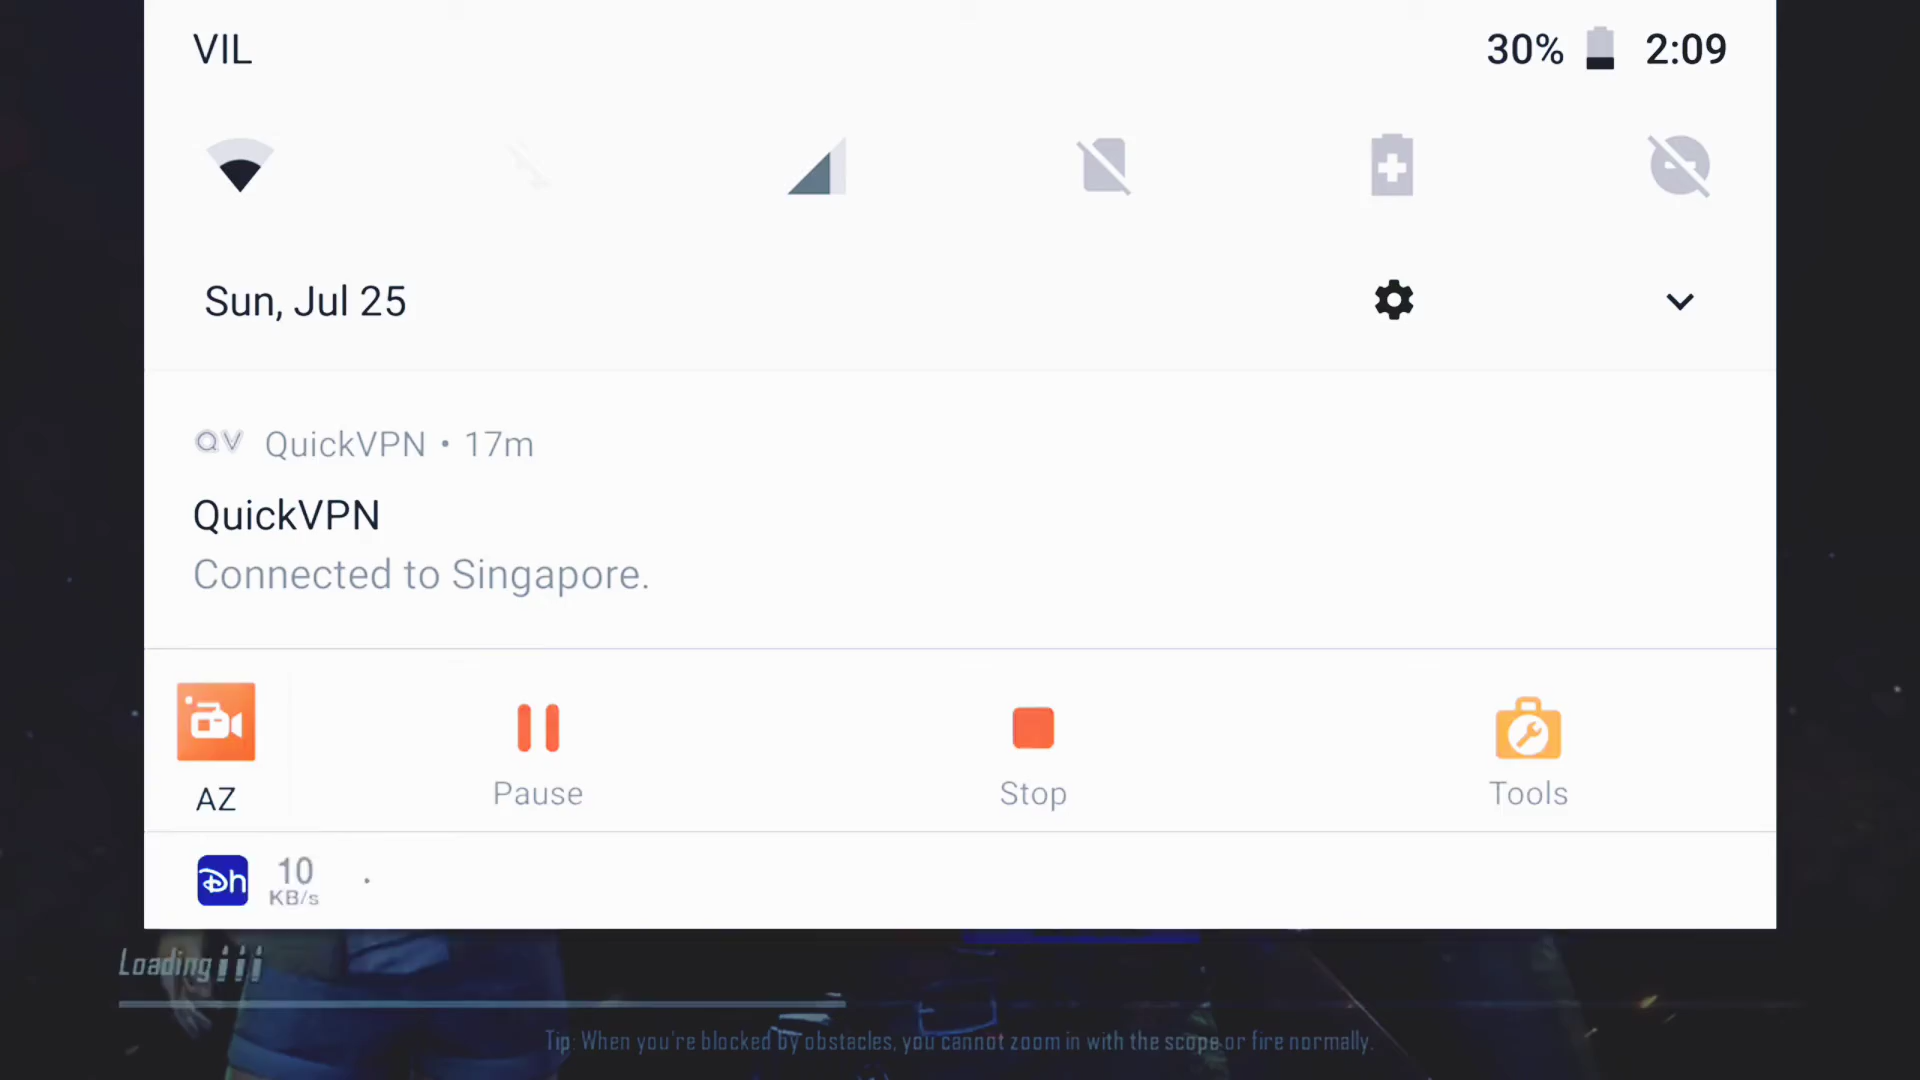 VIL
30%
2:09
Sun, Jul 25
QV QuickVPN • 17m
QuickVPN
Connected to Singapore.
AZ
Pause
Stop
Tools
Dh
10
KB/s
Loading
Tip: When you're blocked by obstacles, you cannot zoom in with the scope or fire normally.